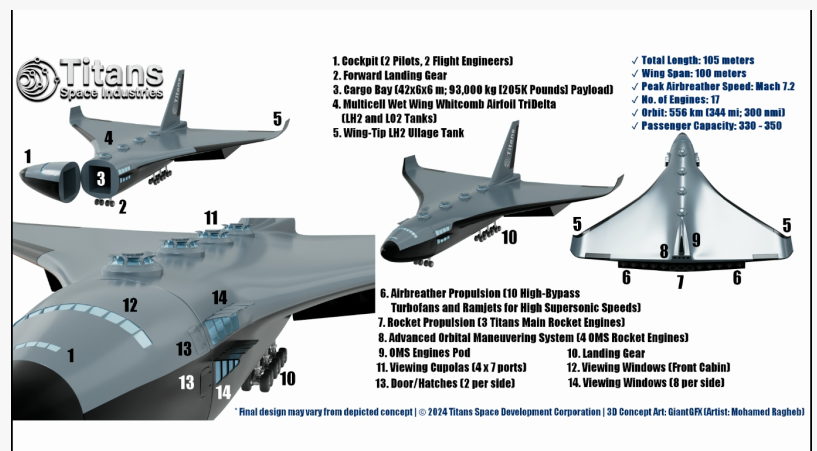 Titans
Space Industries
1. Cockpit (2 Pilots, 2 Flight Engineers)
2. Forward Landing Gear
3. Cargo Bay (42x6x6 m; 93,000 kg [205K Pounds] Payload)
4. Multicell Wet Wing Whitcomb Airfoil TriDelta
(LH2 and LO2 Tanks)
5. Wing-Tip LH2 Ullage Tank
✓ Total Length: 105 meters
✓ Wing Span: 100 meters
✓ Peak Airbreather Speed: Mach 7.2
✓ No. of Engines: 17
✓ Orbit: 556 km (344 mi; 300 nmi)
✓ Passenger Capacity: 330 - 350
1
2
3
4
5
10
5
5
8
9
6
6
7
11
12
14
1
13
13
14
10
6. Airbreather Propulsion (10 High-Bypass
Turbofans and Ramjets for High Supersonic Speeds)
7. Rocket Propulsion (3 Titans Main Rocket Engines)
8. Advanced Orbital Maneuvering System (4 OMS Rocket Engines)
9. OMS Engines Pod
10. Landing Gear
11. Viewing Cupolas (4 x 7 ports)
12. Viewing Windows (Front Cabin)
13. Door/Hatches (2 per side)
14. Viewing Windows (8 per side)
* Final design may vary from depicted concept | © 2024 Titans Space Development Corporation | 3D Concept Art: GiantGFX (Artist: Mohamed Ragheb)